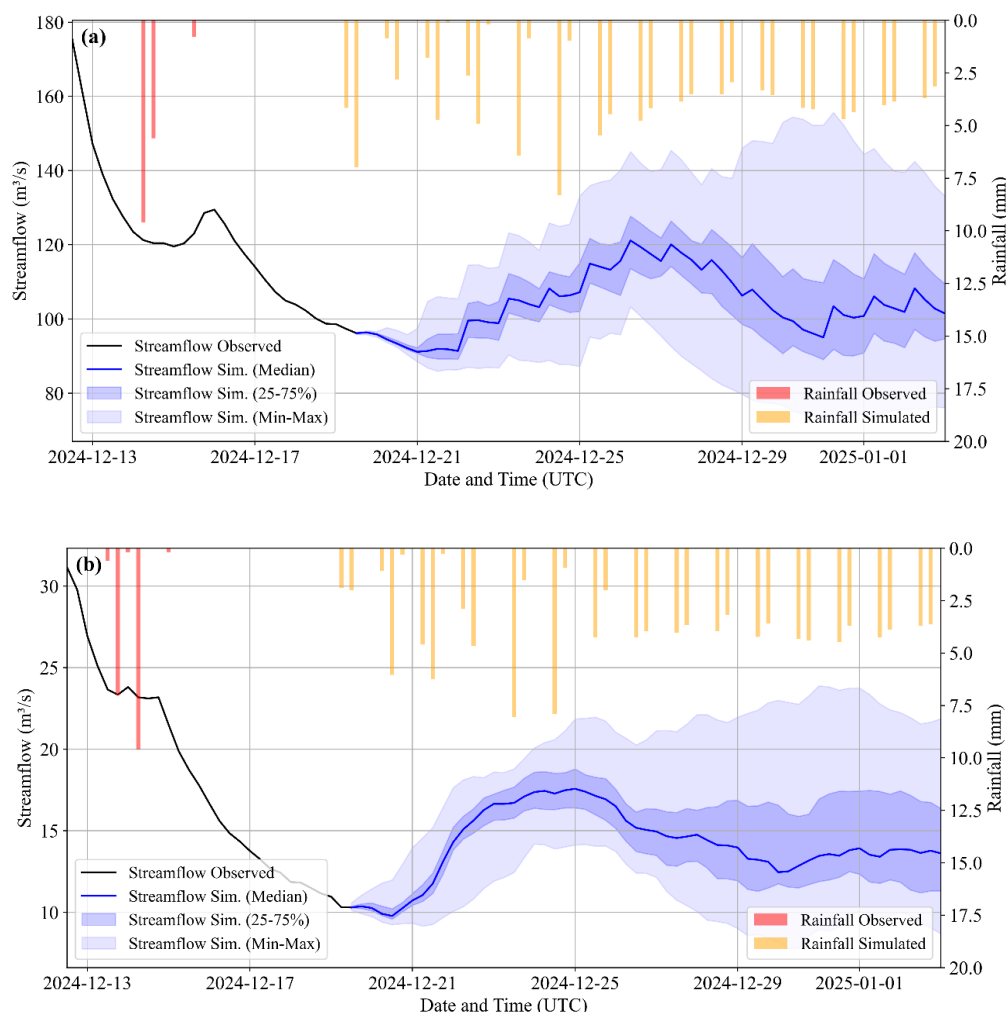 (a)
180
160
140
120
100
80
Streamflow (m³/s)
0.0
2.5
5.0
7.5
10.0
12.5
15.0
17.5
20.0
Rainfall (mm)
Streamflow Observed
Streamflow Sim. (Median)
Streamflow Sim. (25-75%)
Streamflow Sim. (Min-Max)
Rainfall Observed
Rainfall Simulated
2024-12-13 2024-12-17 2024-12-21 2024-12-25 2024-12-29 2025-01-01
Date and Time (UTC)
(b)
30
25
20
15
10
Streamflow (m³/s)
0.0
2.5
5.0
7.5
10.0
12.5
15.0
17.5
20.0
Rainfall (mm)
Streamflow Observed
Streamflow Sim. (Median)
Streamflow Sim. (25-75%)
Streamflow Sim. (Min-Max)
Rainfall Observed
Rainfall Simulated
2024-12-13 2024-12-17 2024-12-21 2024-12-25 2024-12-29 2025-01-01
Date and Time (UTC)